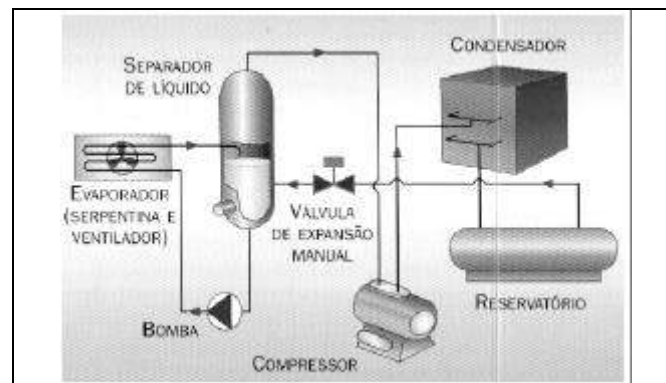 CONDENSADOR
SEPARADOR
DE LÍQUIDO
EVAPORADOR
(SERPENTINA E
VENTILADOR)
VÁLVULA
DE EXPANSÃO
MANUAL
RESERVATÓRIO
BOMBA
COMPRESSOR